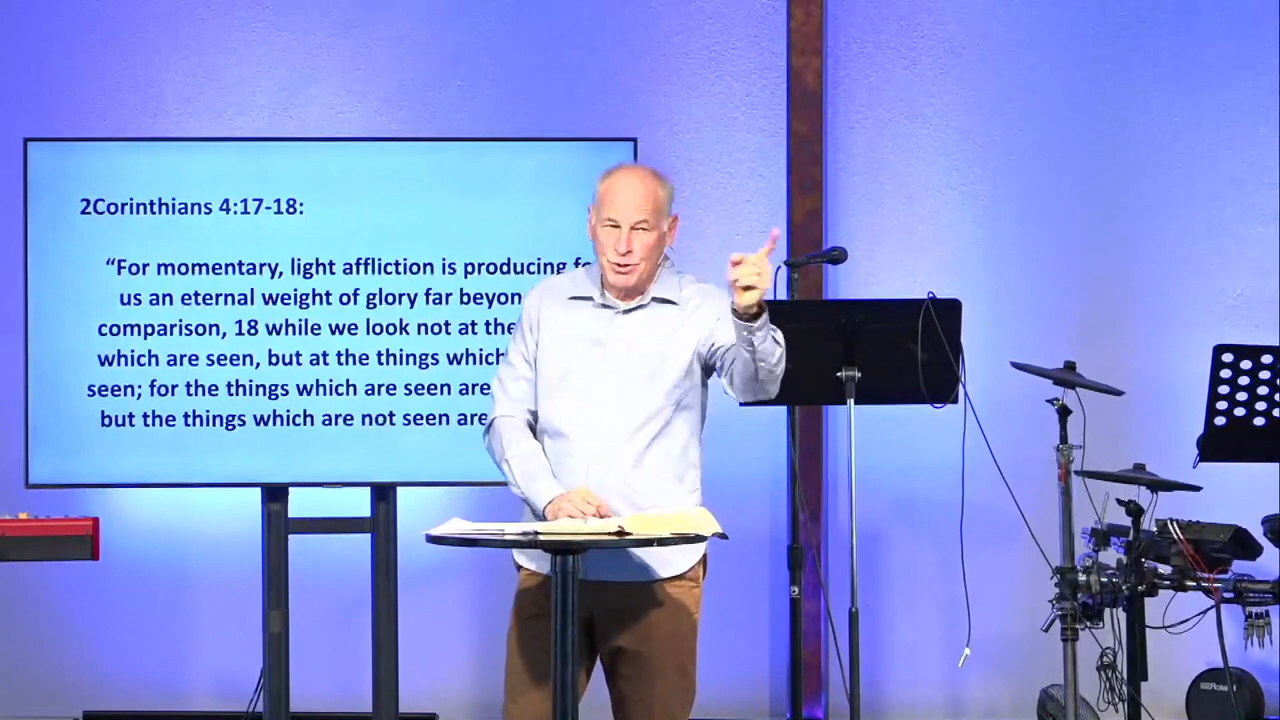 2Corinthians 4:17-18:
“For momentary, light affliction is producing
us an eternal weight of glory far
comparison, 18 while we look not at the
which are seen, but at the things which
seen; for the things which are seen are
but the things which are not seen are
Roland